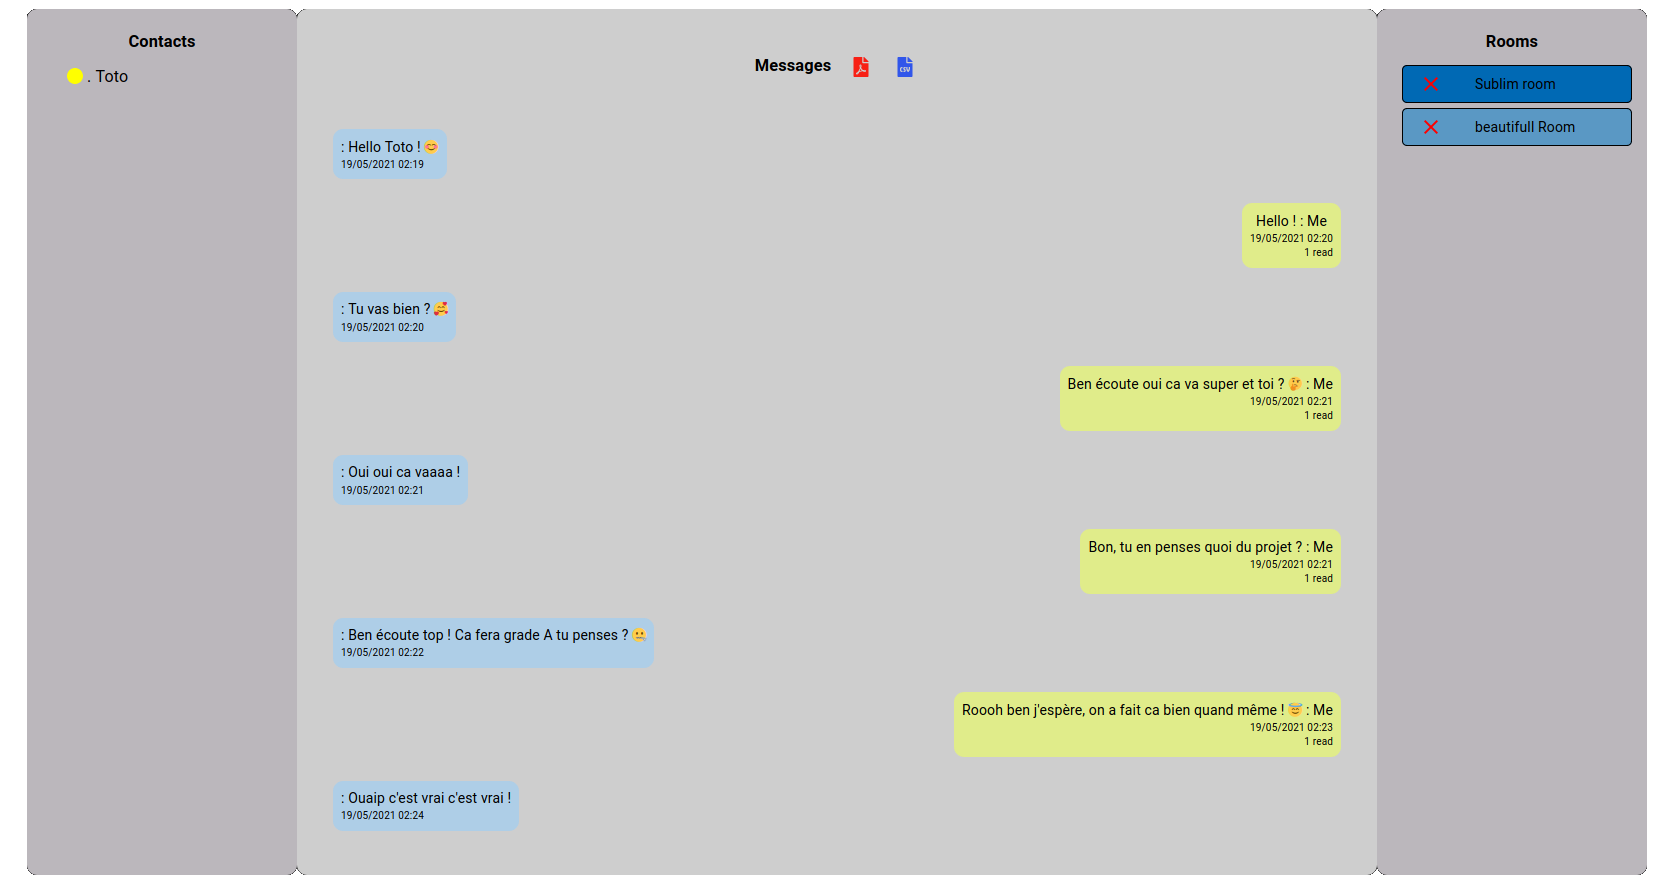 Contacts
. Toto
Messages
CSV
: Hello Toto ! 😊
19/05/2021 02:19
Hello ! : Me
19/05/2021 02:20
1 read
: Tu vas bien ? 🥰
19/05/2021 02:20
Ben écoute oui ca va super et toi ? 🤔 : Me
19/05/2021 02:21
1 read
: Oui oui ca vaaaa !
19/05/2021 02:21
Bon, tu en penses quoi du projet ? : Me
19/05/2021 02:21
1 read
: Ben écoute top ! Ca fera grade A tu penses ? 🤐
19/05/2021 02:22
Roooh ben j'espère, on a fait ca bien quand même ! 😇 : Me
19/05/2021 02:23
1 read
: Ouaip c'est vrai c'est vrai !
19/05/2021 02:24
Rooms
Sublim room
beautifull Room